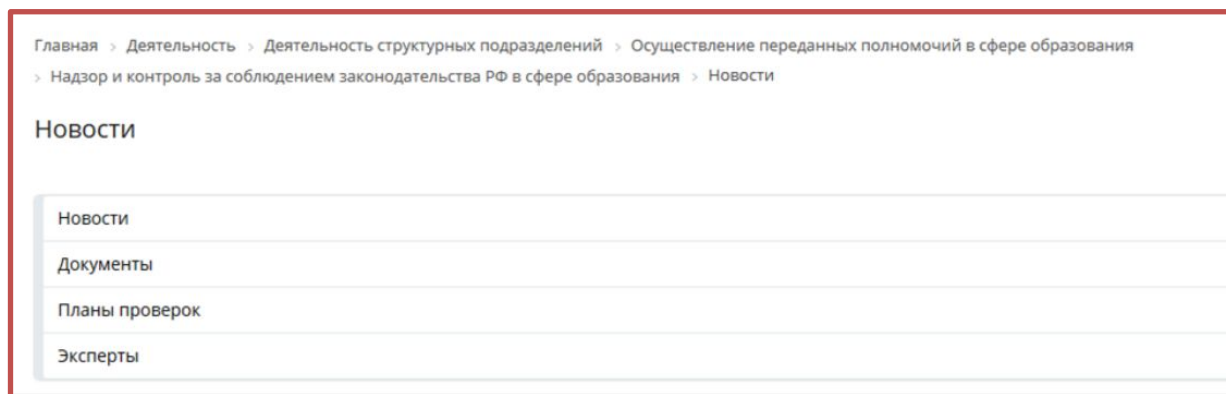 Главная > Деятельность > Деятельность структурных подразделений > Осуществление переданных полномочий в сфере образования
> Надзор и контроль за соблюдением законодательства РФ в сфере образования > Новости
Новости
Новости
Документы
Планы проверок
Эксперты